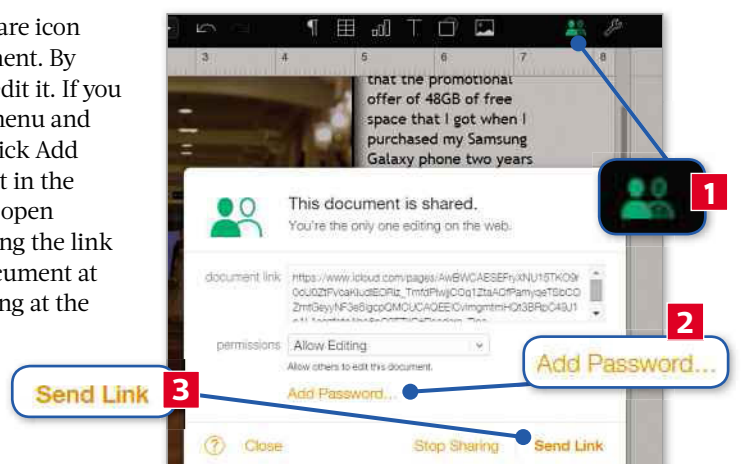 are icon
ment. By
edit it. If you
menu and
ick Add
t in the
open
ing the link
cument at
ng at the
3 4 5 6 7 8
that the promotional
offer of 48GB of free
space that I got when I
purchased my Samsung
Galaxy phone two years
1
This document is shared.
You're the only one editing on the web.
document link
permissions Allow Editing
Allow others to edit this document.
Add Password...
2
Add Password...
Send Link 3
? Close Stop Sharing Send Link